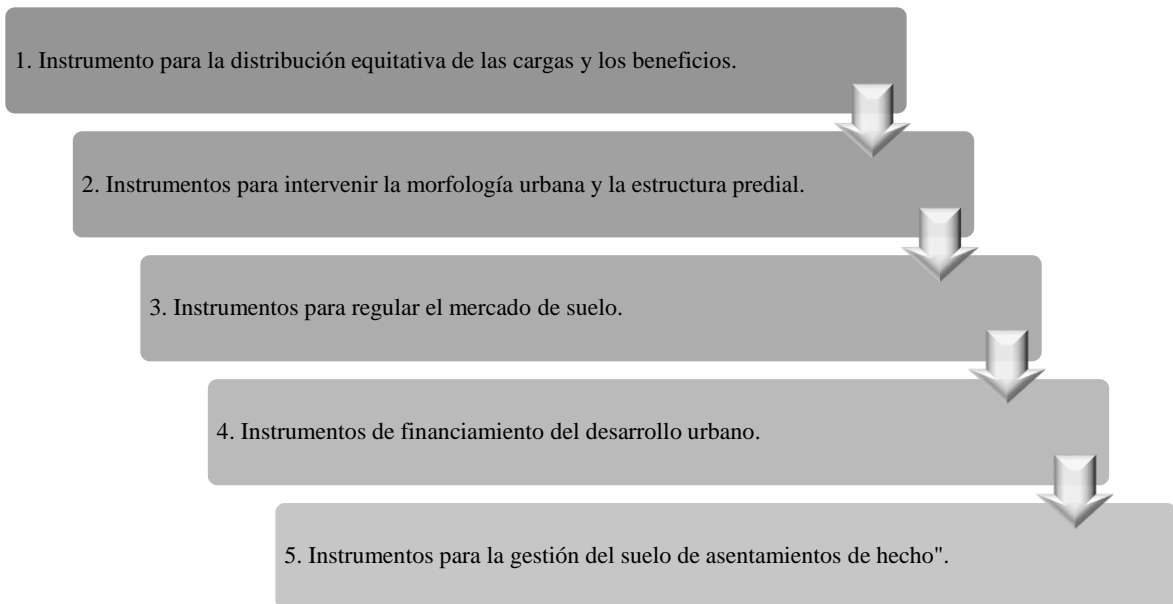 1. Instrumento para la distribución equitativa de las cargas y los beneficios.
2. Instrumentos para intervenir la morfología urbana y la estructura predial.
3. Instrumentos para regular el mercado de suelo.
4. Instrumentos de financiamiento del desarrollo urbano.
5. Instrumentos para la gestión del suelo de asentamientos de hecho".